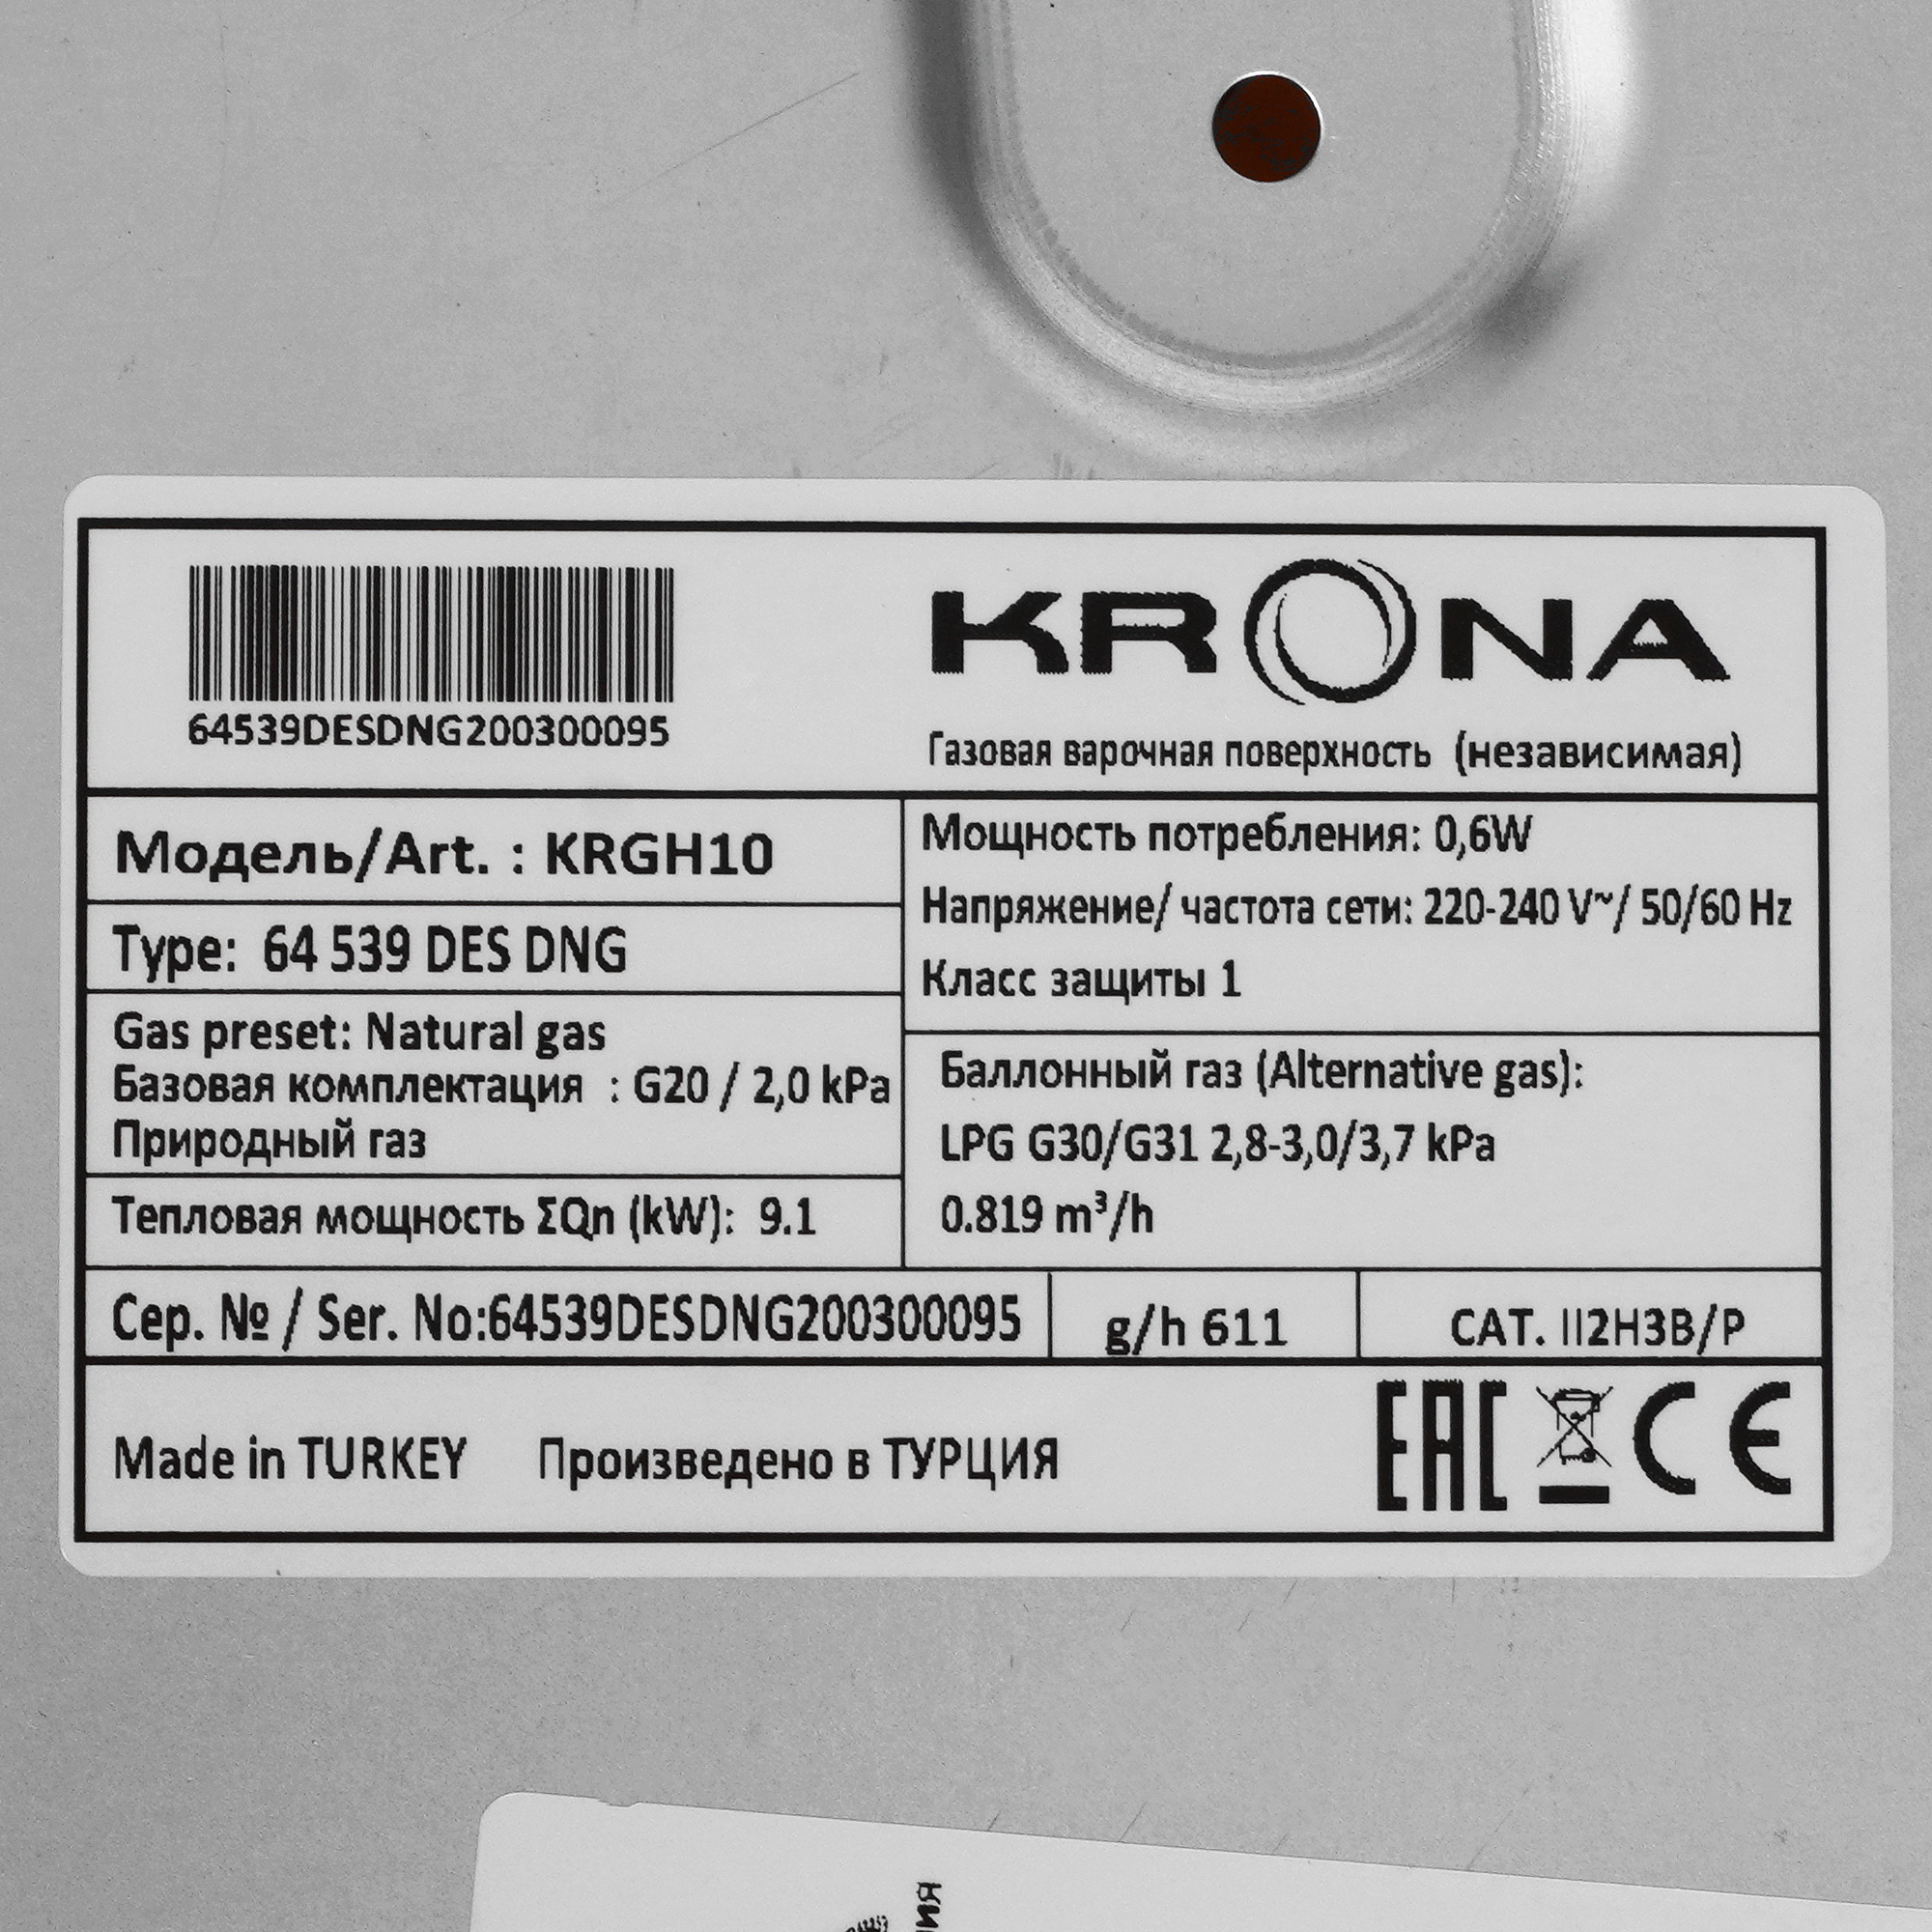 64539DESDNG200300095
KRONA
Газовая варочная поверхность (независимая)
Модель/Art. : KRGH10
Type: 64 539 DES DNG
Gas preset: Natural gas
Базовая комплектация : G20 / 2,0 kPa
Природный газ
Тепловая мощность ΣQn (kW): 9.1
Мощность потребления: 0,6W
Напряжение/ частота сети: 220-240 V~/ 50/60 Hz
Класс защиты 1
Баллонный газ (Alternative gas):
LPG G30/G31 2,8-3,0/3,7 kPa
0.819 m³/h
Сер. № / Ser. No:64539DESDNG200300095
g/h 611
CAT. II2H3B/P
Made in TURKEY Произведено в ТУРЦИЯ
EAC CE